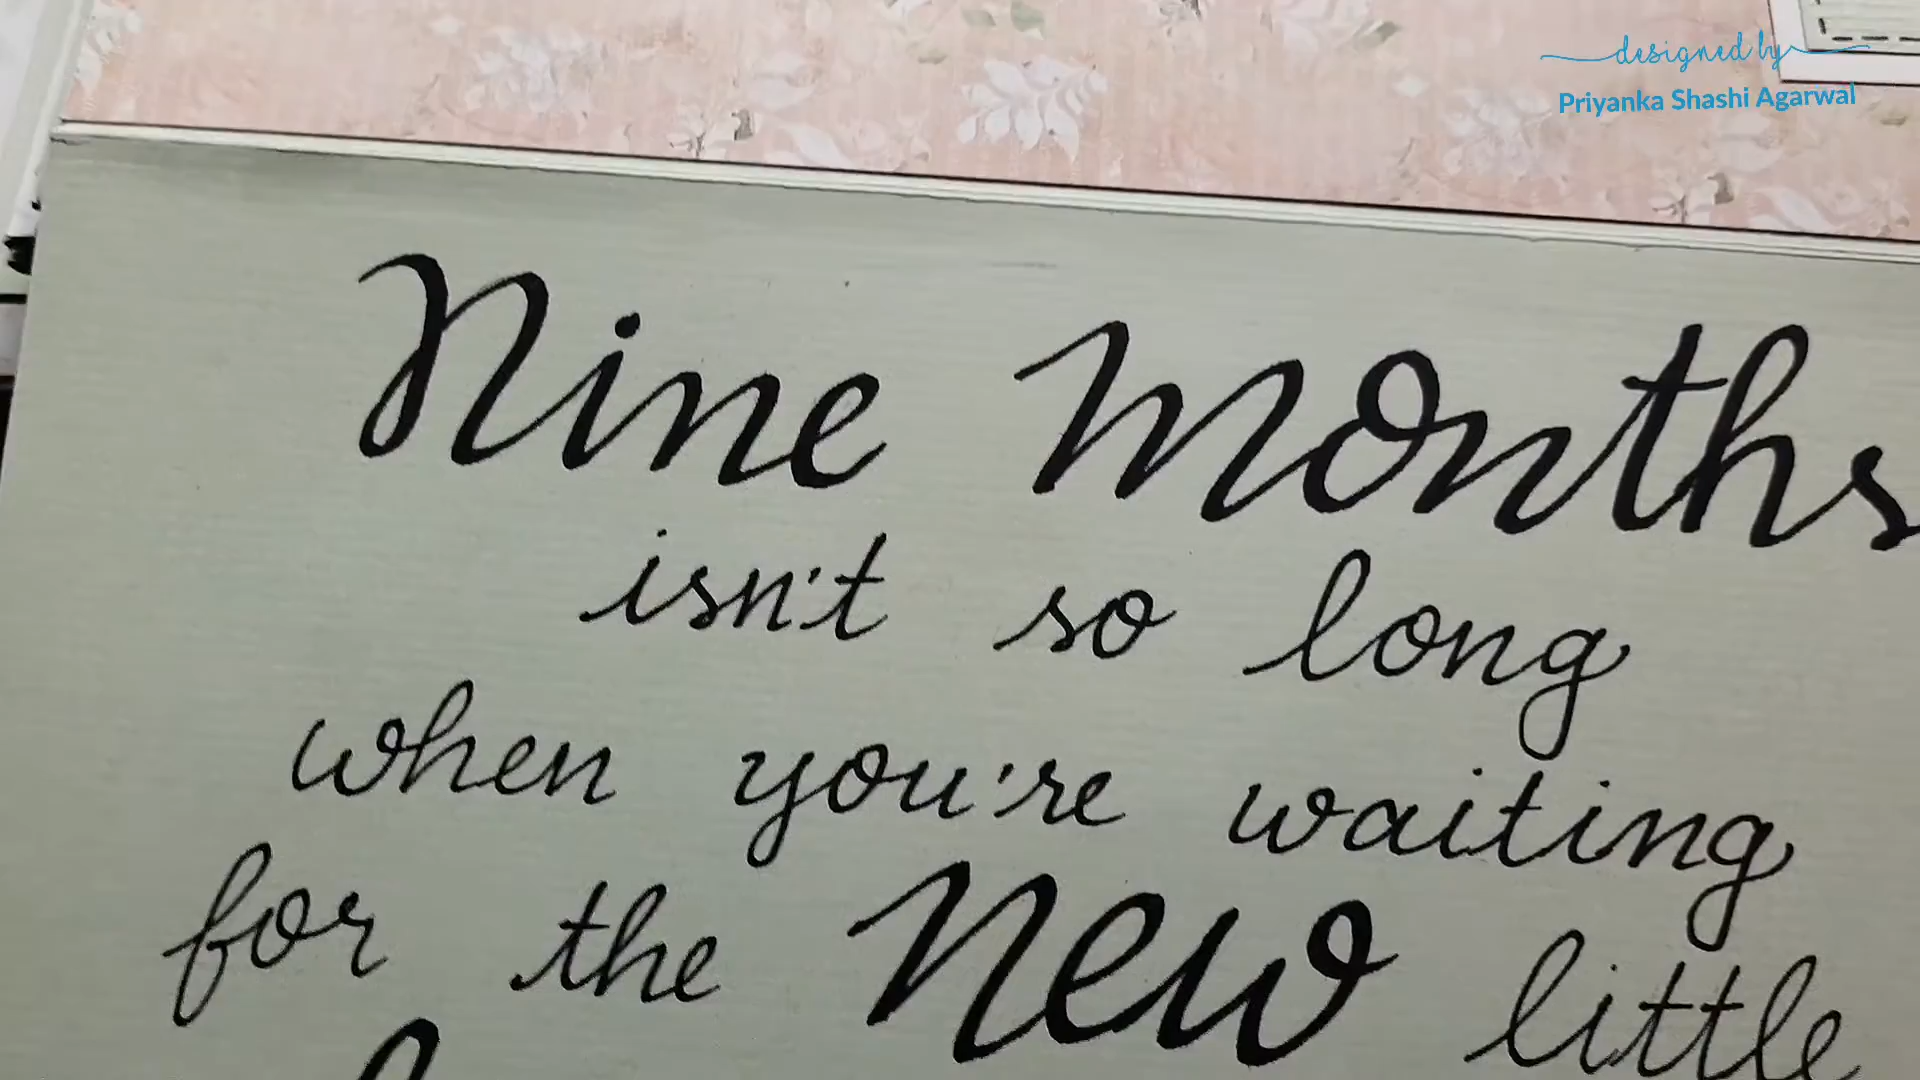 designed by
Priyanka Shashi Agarwal
Nine Months
isn't so long
when you're waiting
for the New little